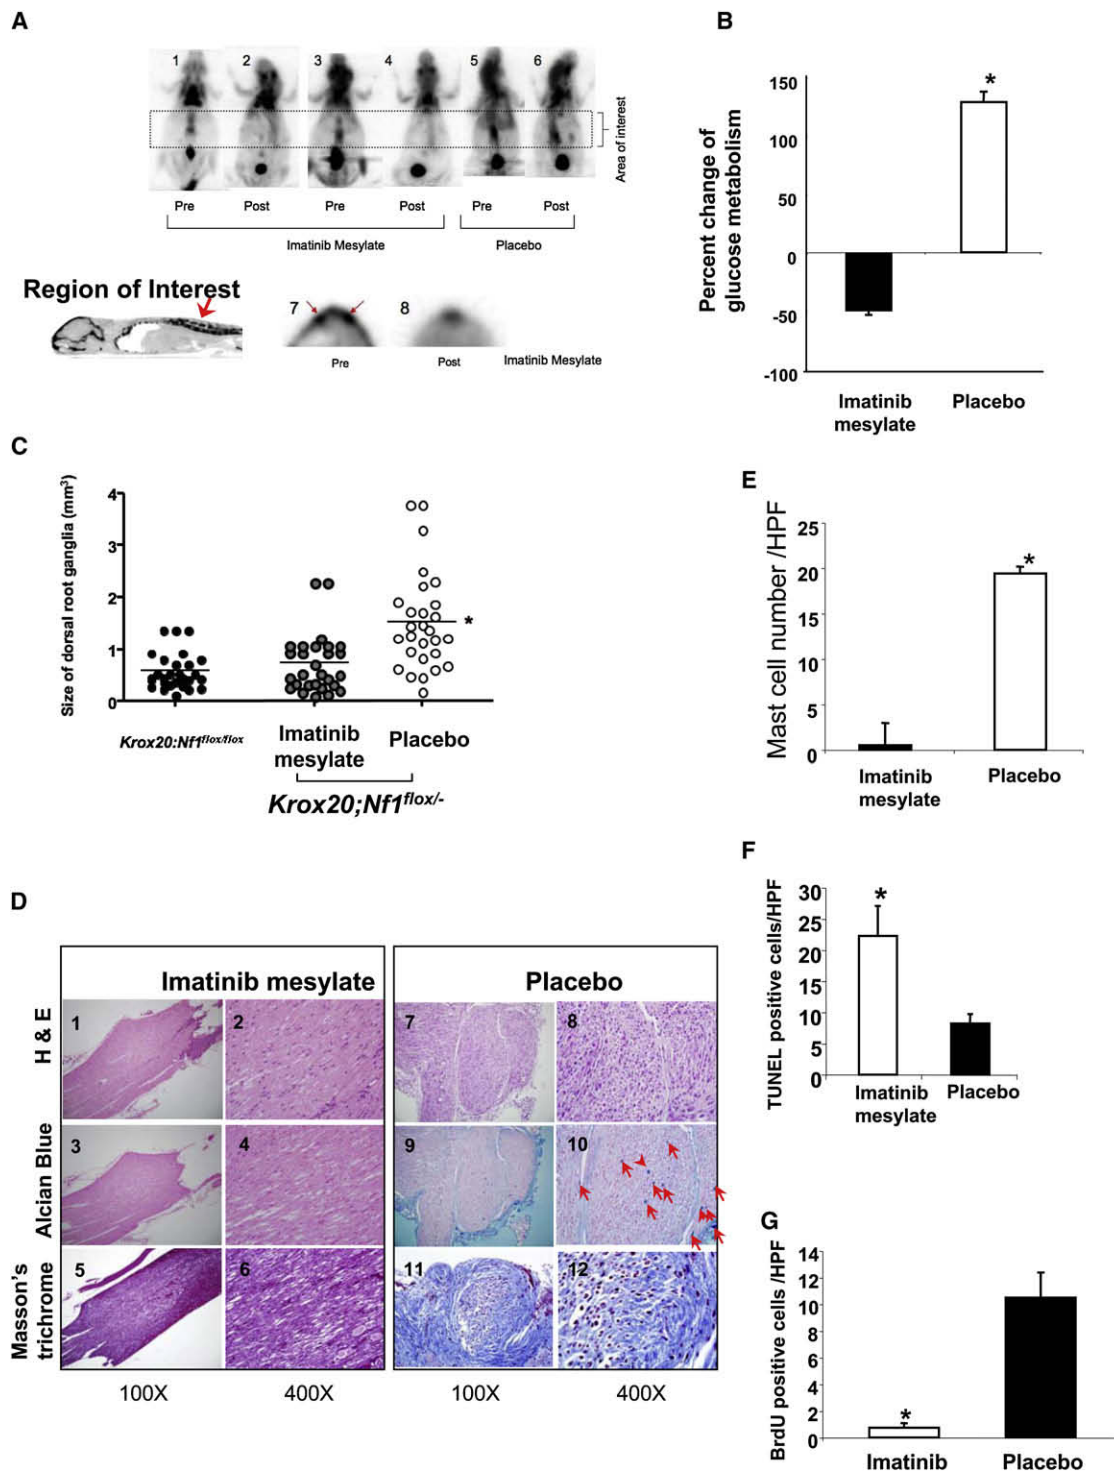 A
1 2 3 4 5 6
Area of interest
Pre Post Pre Post Pre Post
Imatinib Mesylate Placebo
Region of Interest
7 8
Pre Post Imatinib Mesylate
B
Percent change of
glucose metabolism
150
100
50
0
-50
-100
*
Imatinib
mesylate
Placebo
C
Size of dorsal root ganglia (mm³)
4
3
2
1
0
*
Krox20:Nf1flox/flox
Imatinib
mesylate
Placebo
Krox20;Nf1flox/-
D
Imatinib mesylate Placebo
H & E
1 2 7 8
Alcian Blue
3 4 9 10
Masson's
trichrome
5 6 11 12
100X 400X 100X 400X
E
Mast cell number /HPF
25
20
15
10
5
0
*
Imatinib
mesylate
Placebo
F
TUNEL positive cells/HPF
30
25
20
15
10
5
0
*
Imatinib
mesylate
Placebo
G
BrdU positive cells /HPF
14
12
10
8
6
4
2
0
*
Imatinib Placebo